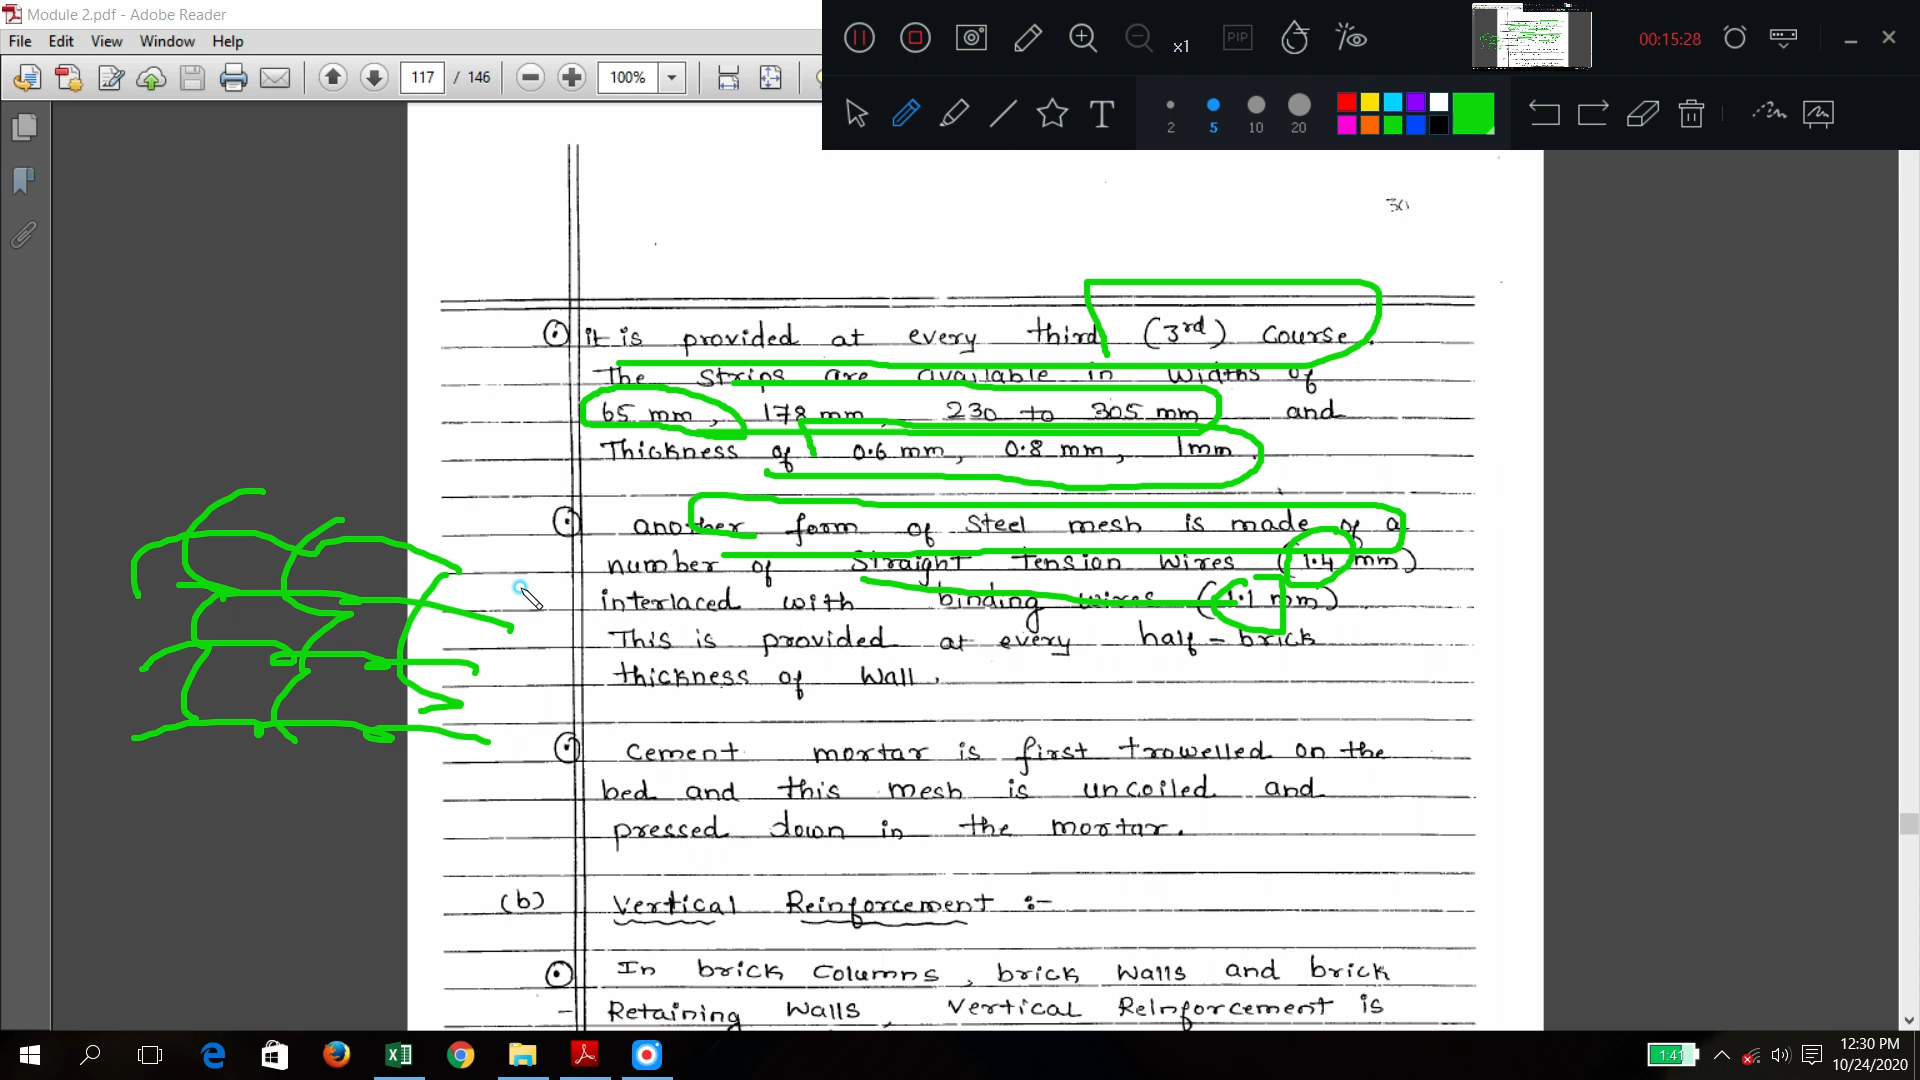 Module 2.pdf - Adobe Reader
File Edit View Window Help
117 / 146 100%
x1 PIP 00:15:28
2 5 10 20
T
30
it is provided at every third (3rd) course.
The strips are available in widths of
65 mm, 178 mm, 230 to 305 mm and
Thickness of 0.6 mm, 0.8 mm, 1mm.
another form of steel mesh is made of a
number of straight tension wires (1.4 mm)
interlaced with binding wires (1.1 mm)
This is provided at every half-brick
thickness of wall.
cement mortar is first trowelled on the
bed and this mesh is uncoiled and
pressed down in the mortar.
(b) Vertical Reinforcement :-
In brick columns, brick walls and brick
- Retaining walls, vertical Reinforcement is
1:41
12:30 PM
10/24/2020